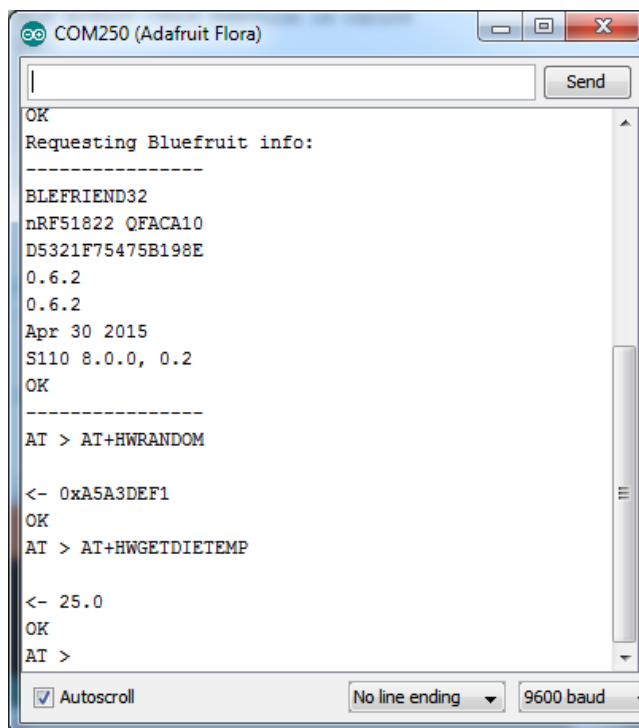 COM250 (Adafruit Flora)
Send
OK
Requesting Bluefruit info:
----------------
BLEFRIEND32
nRF51822 QFACA10
D5321F75475B198E
0.6.2
0.6.2
Apr 30 2015
S110 8.0.0, 0.2
OK
----------------
AT > AT+HWRANDOM
<- 0xA5A3DEF1
OK
AT > AT+HWGETDIETEMP
<- 25.0
OK
AT >
Autoscroll
No line ending
9600 baud